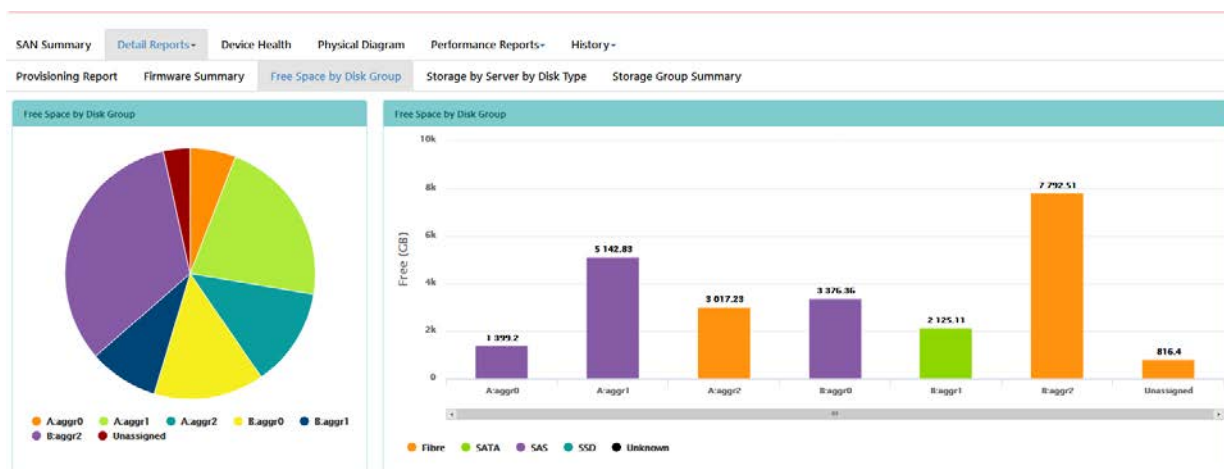 SAN Summary Detail Reports Device Health Physical Diagram Performance Reports History
Provisioning Report Firmware Summary Free Space by Disk Group Storage by Server by Disk Type Storage Group Summary
Free Space by Disk Group
A:aggr0 A:aggr1 A:aggr2 B:aggr0 B:aggr1
B:aggr2 Unassigned
Free Space by Disk Group
Free (GB)
10k
8k
6k
4k
2k
0
1 399.2
5 142.83
3 017.23
3 376.36
2 125.11
7 792.51
816.4
A:aggr0 A:aggr1 A:aggr2 B:aggr0 B:aggr1 B:aggr2 Unassigned
Fibre SATA SAS SSD Unknown